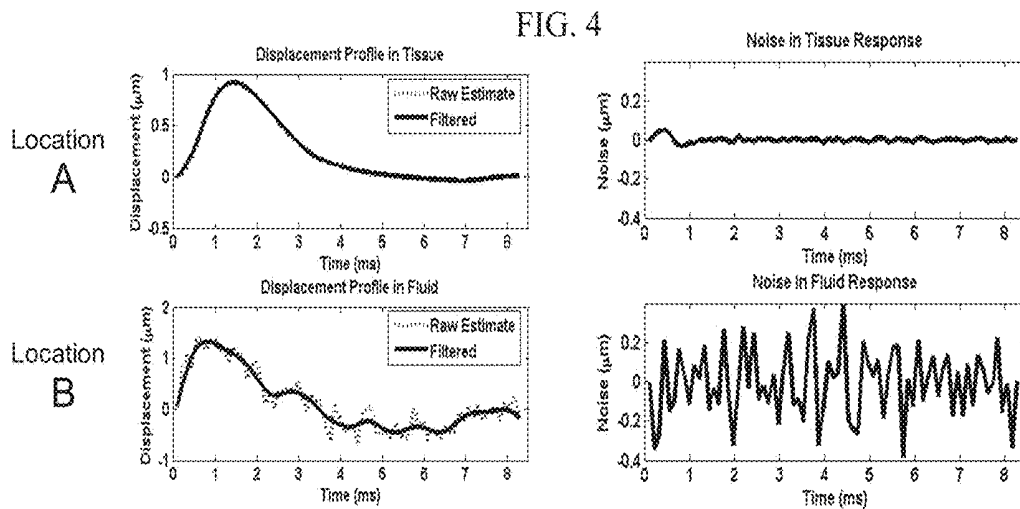 FIG. 4
Displacement Profile in Tissue
Noise in Tissue Response
Location
A
Displacement (μm)
1
0.5
0
-0.5
Raw Estimate
Filtered
0 1 2 3 4 5 6 7 8
Time (ms)
Noise (μm)
0.2
0
-0.2
-0.4
0 1 2 3 4 5 6 7 8
Time (ms)
Displacement Profile in Fluid
Noise in Fluid Response
Location
B
Displacement (μm)
2
1
0
-1
Raw Estimate
Filtered
0 1 2 3 4 5 6 7 8
Time (ms)
Noise (μm)
0.2
0
-0.2
-0.4
0 1 2 3 4 5 6 7 8
Time (ms)